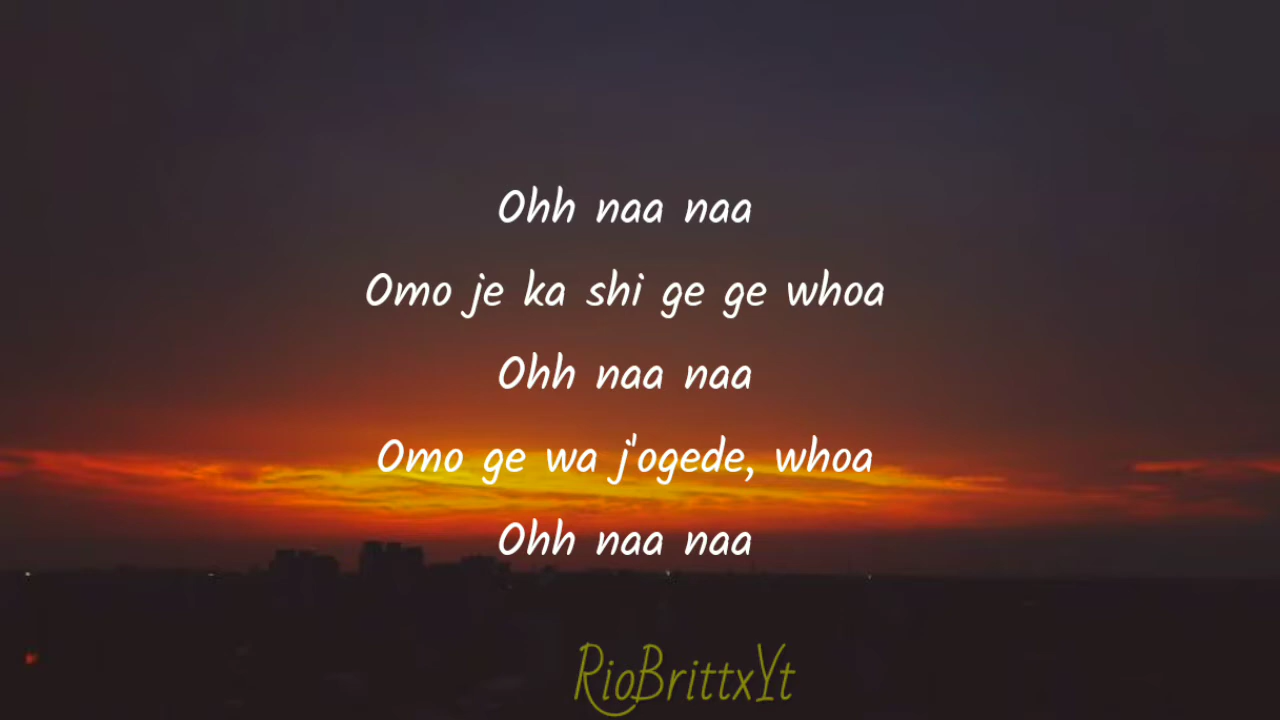 Ohh naa naa
Omo je ka shi ge ge whoa
Ohh naa naa
Omo ge wa j'ogede, whoa
Ohh naa naa
RioBrittxYt